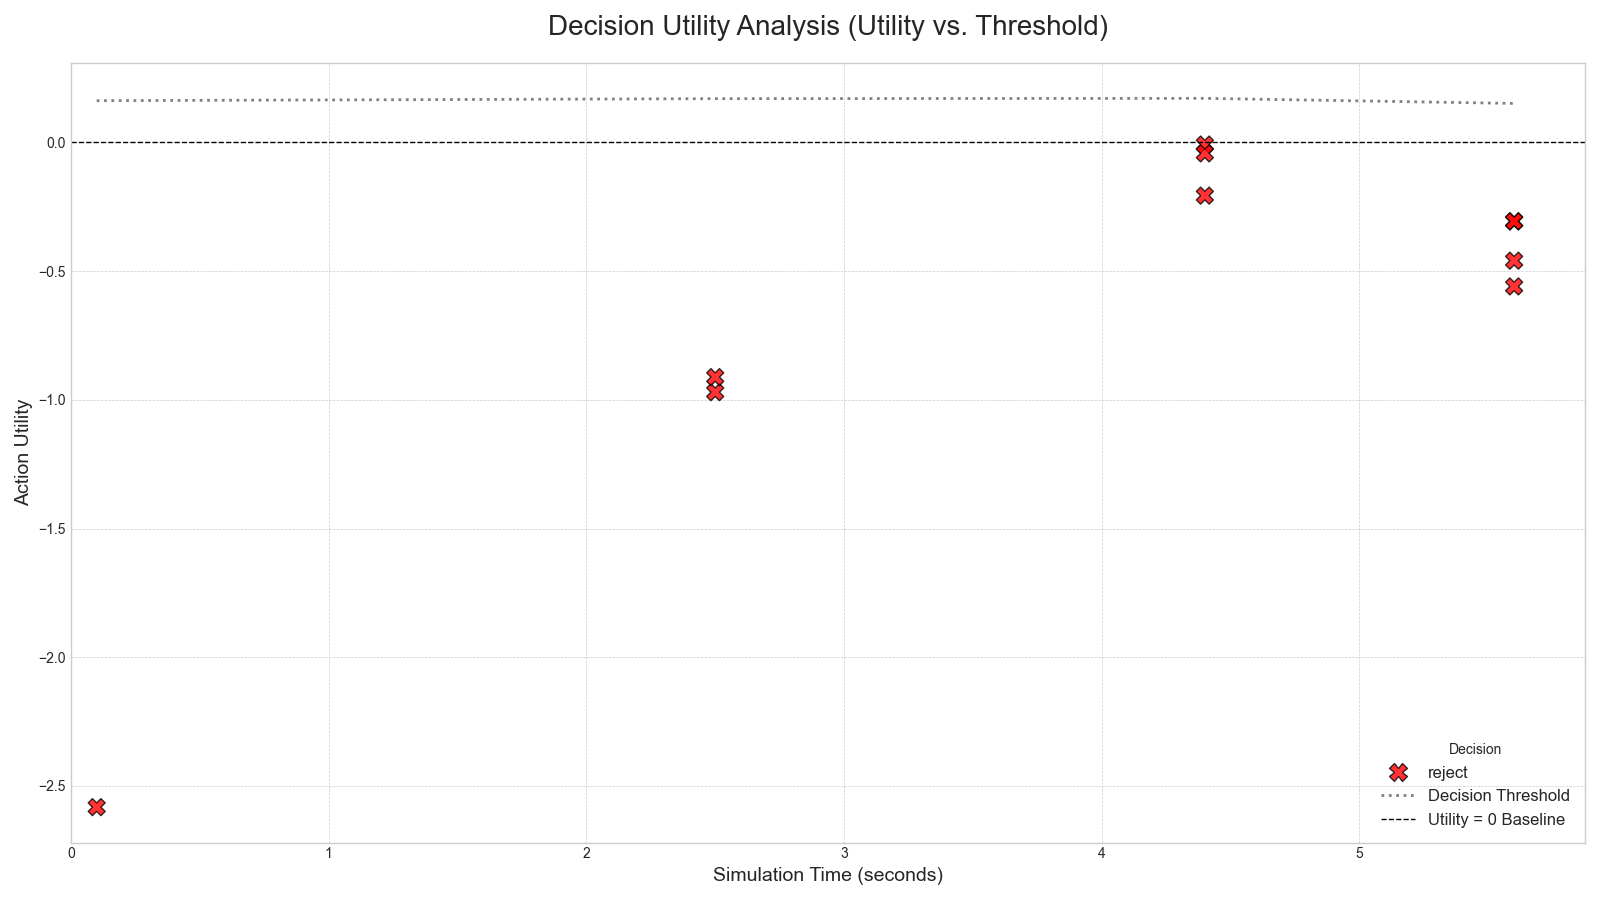 Decision Utility Analysis (Utility vs. Threshold)
Action Utility
0.0
−0.5
−1.0
−1.5
−2.0
−2.5
Decision
reject
Decision Threshold
Utility = 0 Baseline
0 1 2 3 4 5
Simulation Time (seconds)